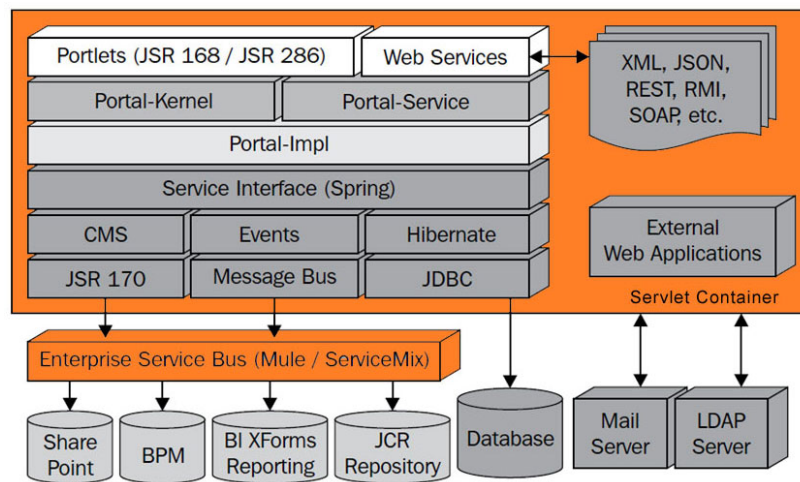 Portlets (JSR 168 / JSR 286)
Web Services
XML, JSON,
REST, RMI,
SOAP, etc.
Portal-Kernel
Portal-Service
Portal-Impl
Service Interface (Spring)
CMS
Events
Hibernate
External
Web Applications
JSR 170
Message Bus
JDBC
Servlet Container
Enterprise Service Bus (Mule / ServiceMix)
Share
Point
BPM
BI XForms
Reporting
JCR
Repository
Database
Mail
Server
LDAP
Server